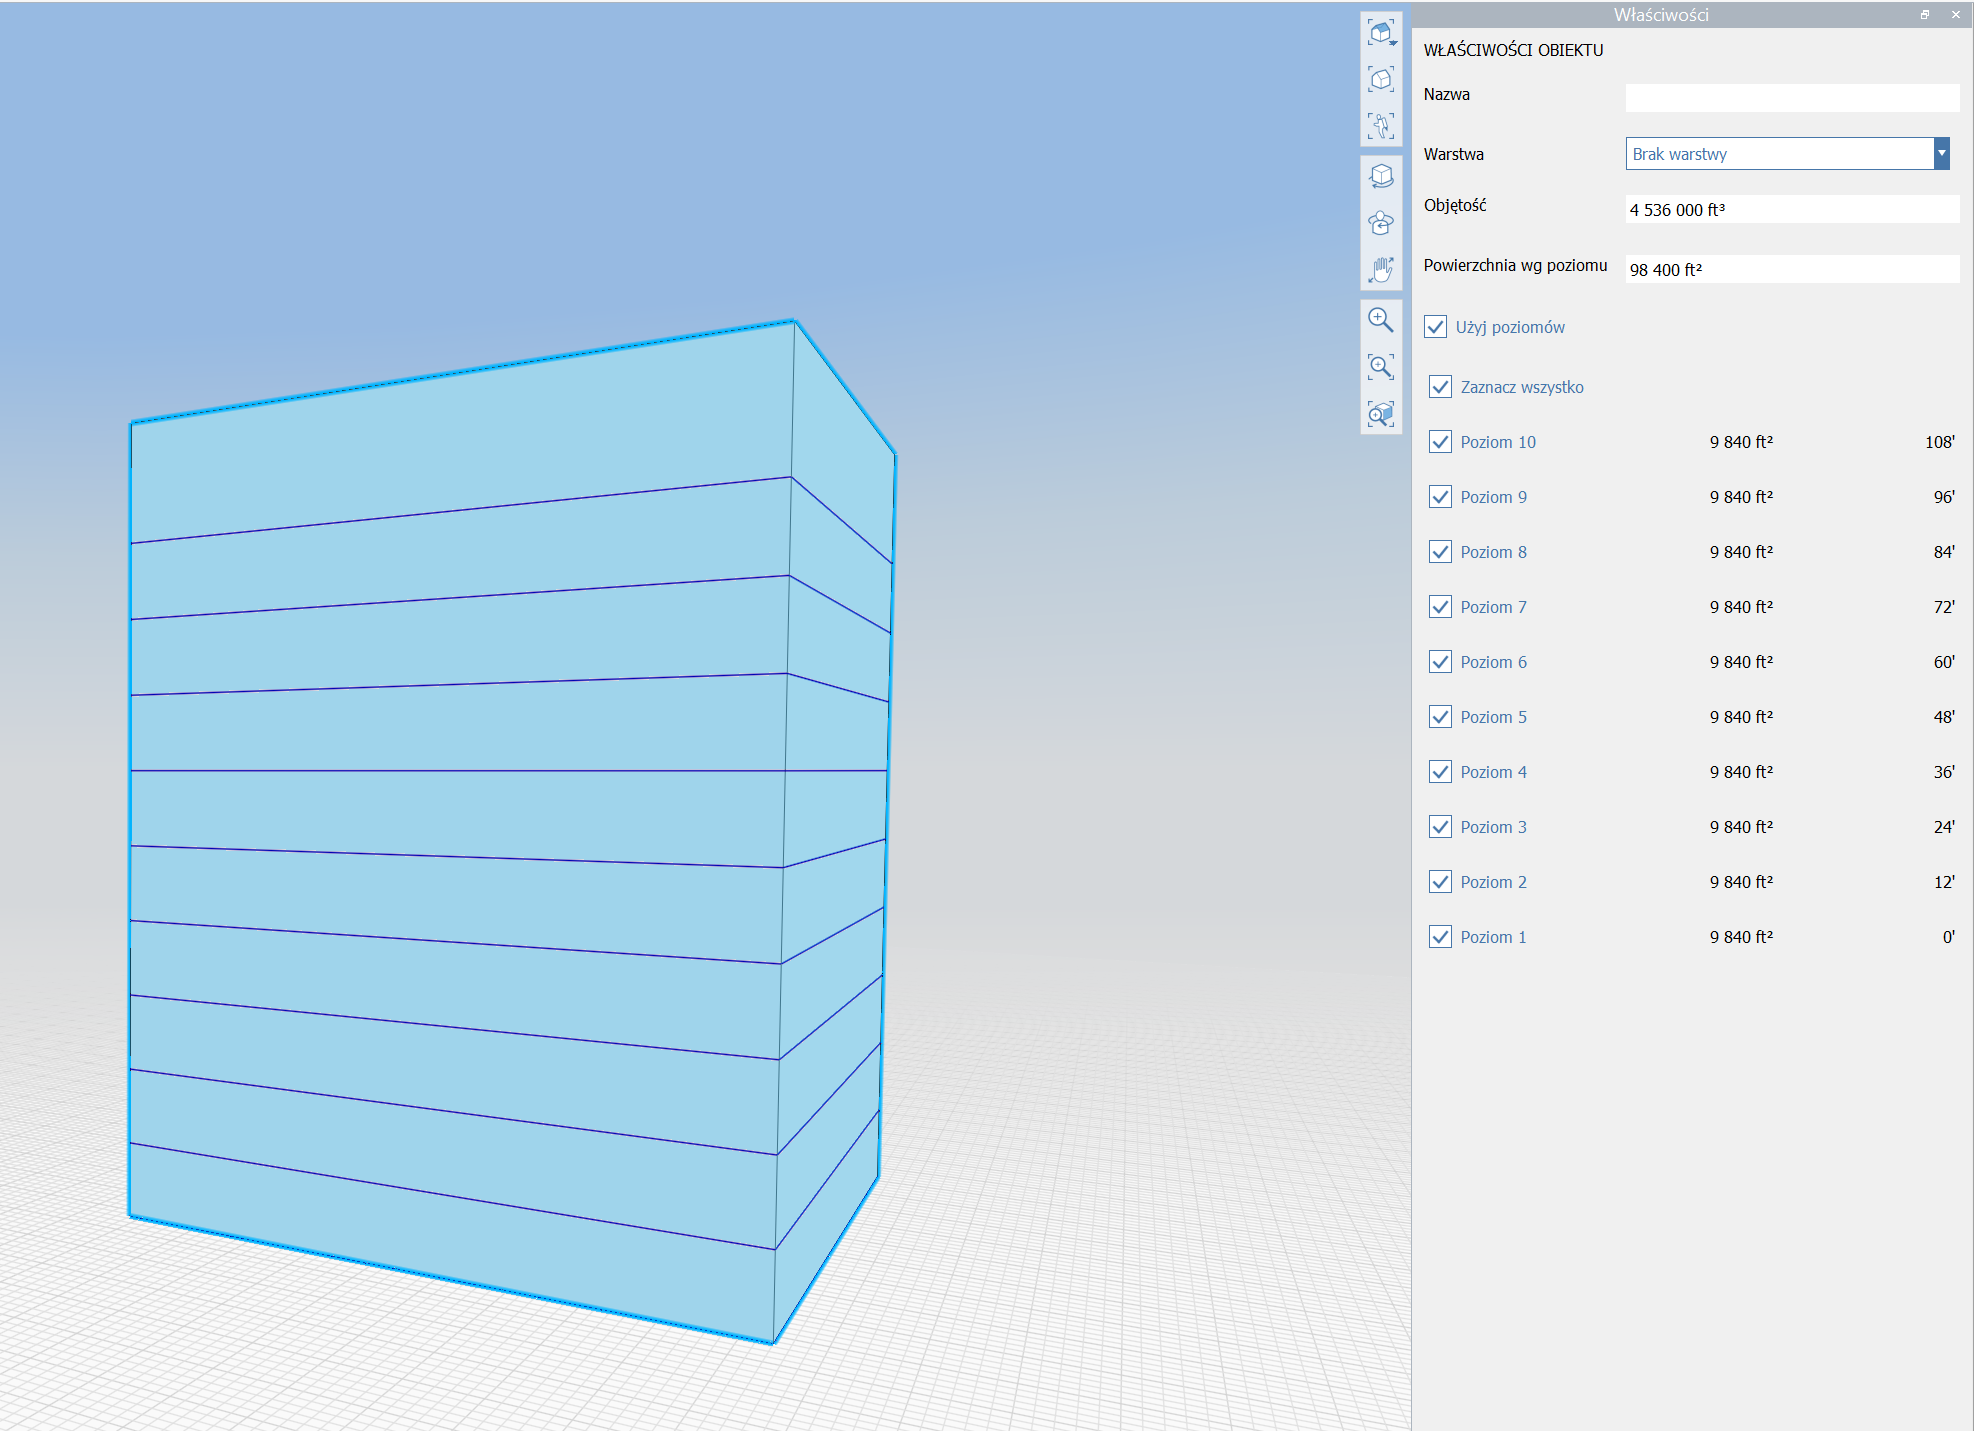 Właściwości
WŁAŚCIWOŚCI OBIEKTU
Nazwa
Warstwa Brak warstwy
Objętość 4 536 000 ft³
Powierzchnia wg poziomu 98 400 ft²
Użyj poziomów
Zaznacz wszystko
Poziom 10 9 840 ft² 108'
Poziom 9 9 840 ft² 96'
Poziom 8 9 840 ft² 84'
Poziom 7 9 840 ft² 72'
Poziom 6 9 840 ft² 60'
Poziom 5 9 840 ft² 48'
Poziom 4 9 840 ft² 36'
Poziom 3 9 840 ft² 24'
Poziom 2 9 840 ft² 12'
Poziom 1 9 840 ft² 0'